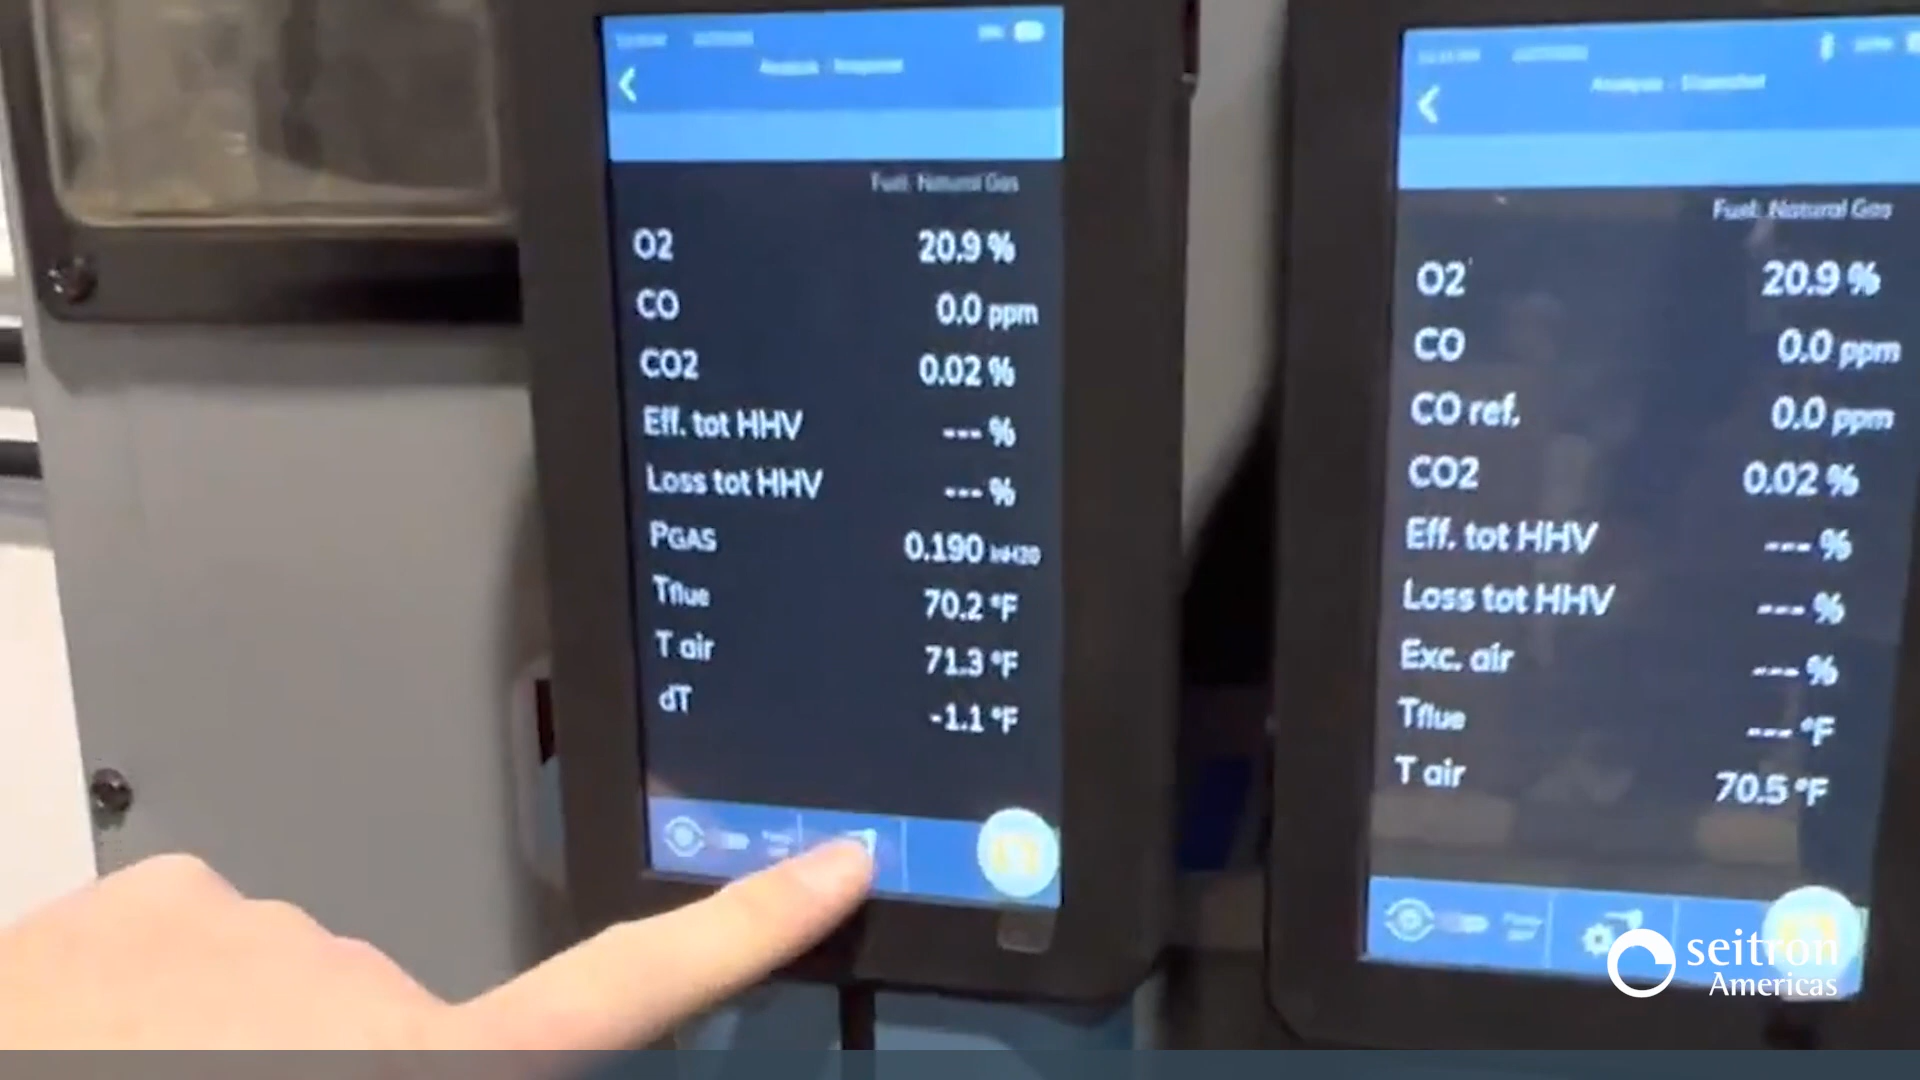 Fuel: Natural Gas
O2 20.9 %
CO 0.0 ppm
CO2 0.02 %
Eff. tot HHV --- %
Loss tot HHV --- %
PGAS 0.190 inH2O
Tflue 70.2 °F
T air 71.3 °F
dT -1.1 °F
Fuel: Natural Gas
O2 20.9 %
CO 0.0 ppm
CO ref. 0.0 ppm
CO2 0.02 %
Eff. tot HHV --- %
Loss tot HHV --- %
Exc. air --- %
Tflue --- °F
T air 70.5 °F
seitron
Americas